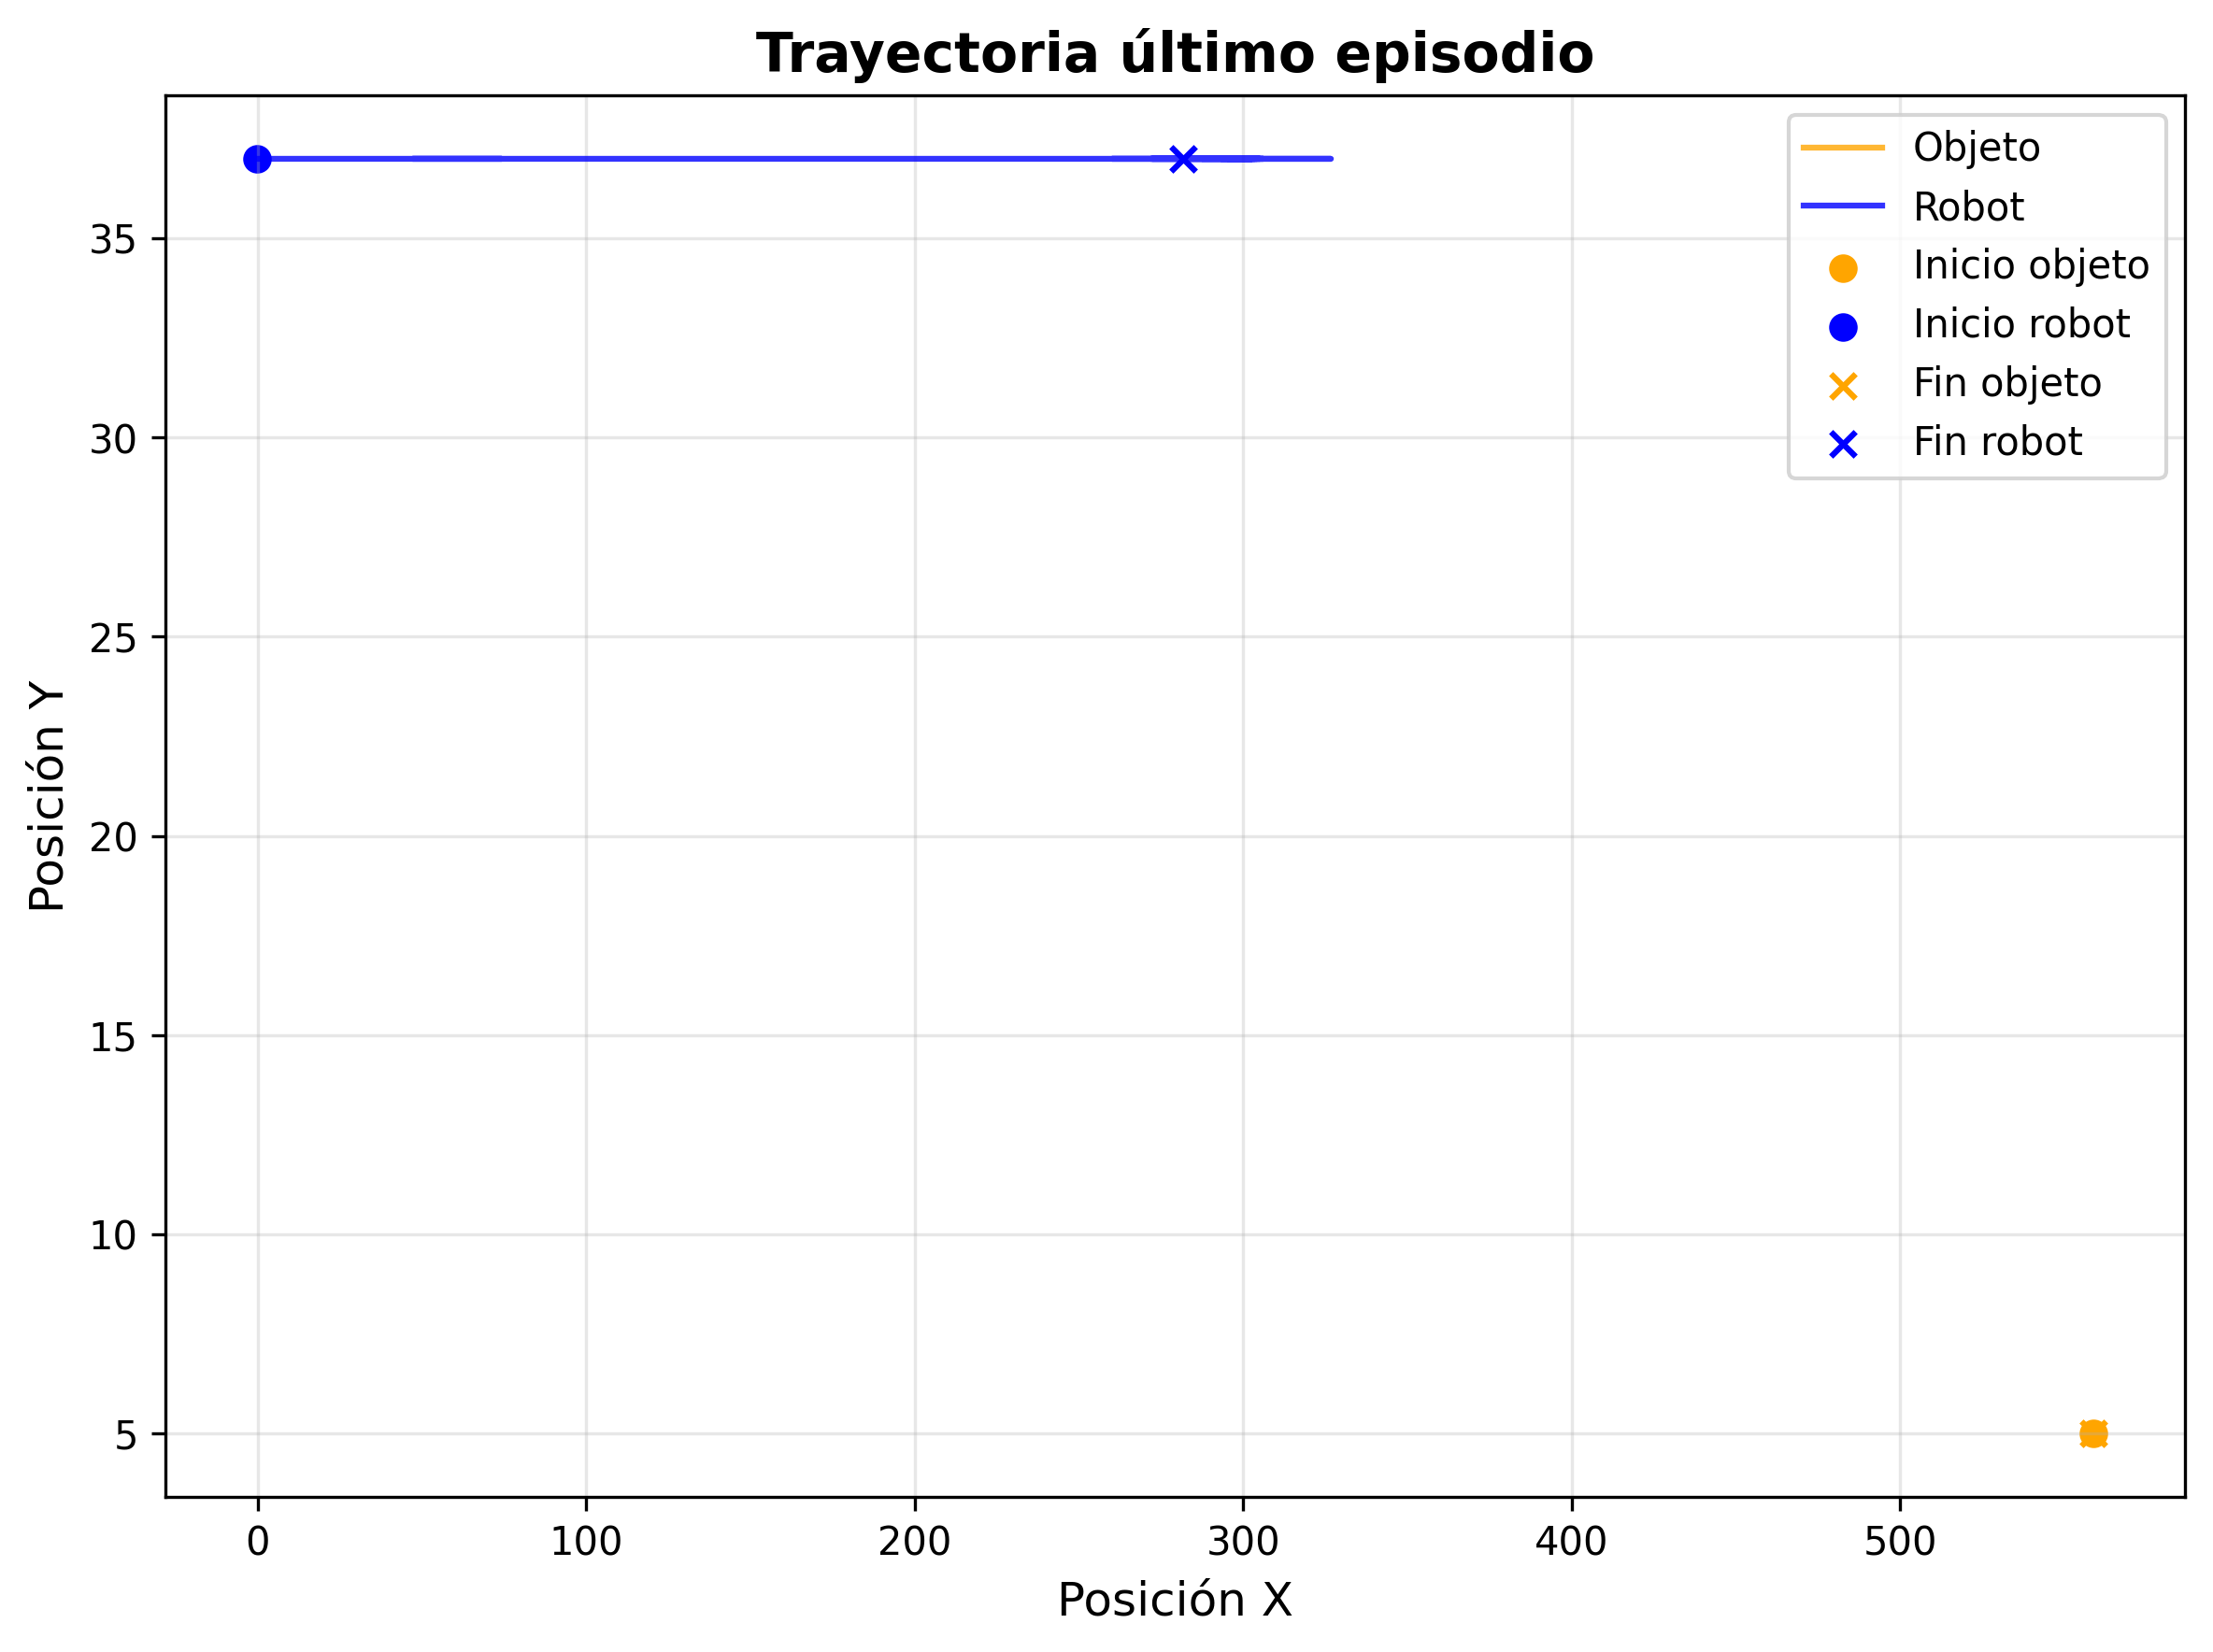 Trayectoria último episodio
Objeto
Robot
Inicio objeto
Inicio robot
Fin objeto
Fin robot
Posición Y
35
30
25
20
15
10
5
0 100 200 300 400 500
Posición X